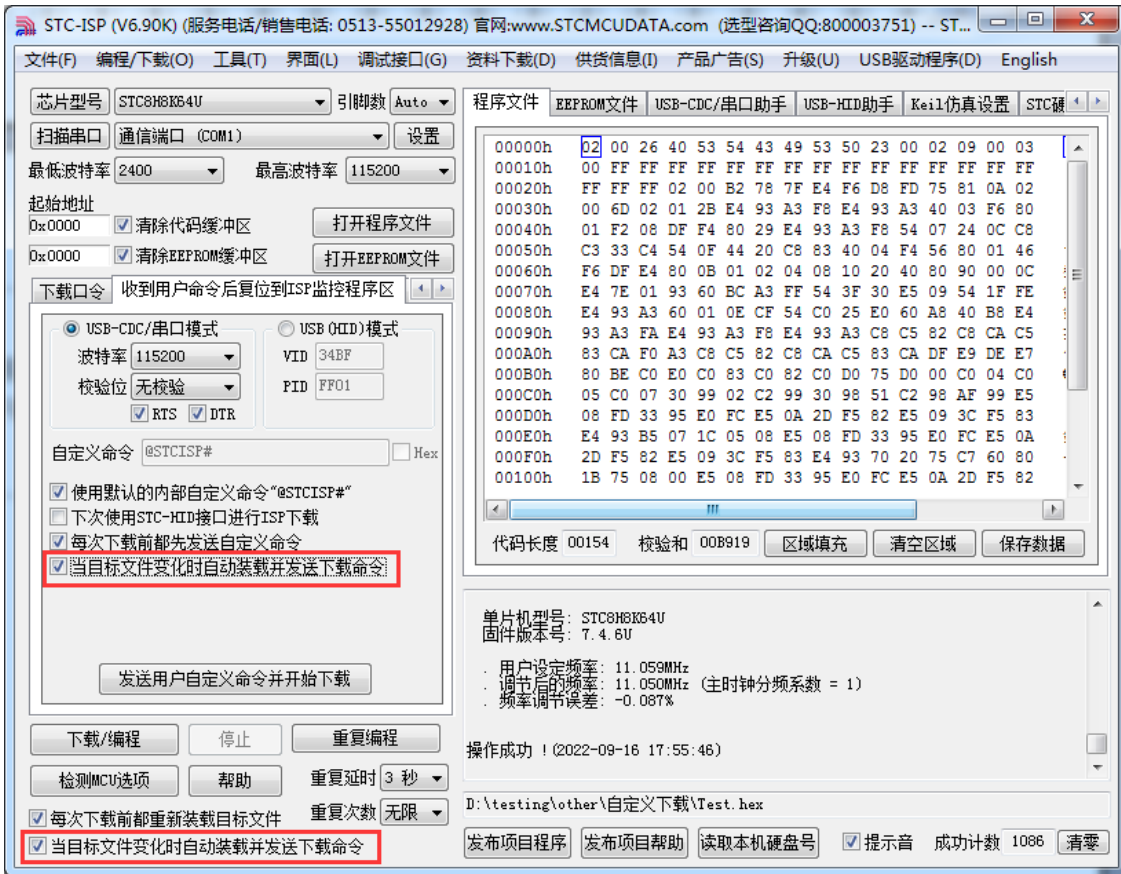 STC-ISP (V6.90K) (服务电话/销售电话: 0513-55012928) 官网:www.STCMCUDATA.com (选型咨询QQ:800003751) -- ST...
文件(F) 编程/下载(O) 工具(T) 界面(L) 调试接口(G) 资料下载(D) 供货信息(I) 产品广告(S) 升级(U) USB驱动程序(D) English
芯片型号 STC8H8K64U 引脚数 Auto
扫描串口 通信端口 (COM1) 设置
最低波特率 2400 最高波特率 115200
起始地址
0x0000 清除代码缓冲区 打开程序文件
0x0000 清除EEPROM缓冲区 打开EEPROM文件
下载口令 收到用户命令后复位到ISP监控程序区
USB-CDC/串口模式 USB(HID)模式
波特率 115200 VID 34BF
校验位 无校验 PID FF01
RTS DTR
自定义命令 @STCISP# Hex
使用默认的内部自定义命令"@STCISP#"
下次使用STC-HID接口进行ISP下载
每次下载前都先发送自定义命令
当目标文件变化时自动装载并发送下载命令
发送用户自定义命令并开始下载
下载/编程 停止 重复编程
检测MCU选项 帮助 重复延时 3 秒
每次下载前都重新装载目标文件 重复次数 无限
当目标文件变化时自动装载并发送下载命令
程序文件 EEPROM文件 USB-CDC/串口助手 USB-HID助手 Keil仿真设置 STC硬
00000h 02 00 26 40 53 54 43 49 53 50 23 00 02 09 00 03
00010h 00 FF FF FF FF FF FF FF FF FF FF FF FF FF FF FF
00020h FF FF FF 02 00 B2 78 7F E4 F6 D8 FD 75 81 0A 02
00030h 00 6D 02 01 2B E4 93 A3 F8 E4 93 A3 40 03 F6 80
00040h 01 F2 08 DF F4 80 29 E4 93 A3 F8 54 07 24 0C C8
00050h C3 33 C4 54 0F 44 20 C8 83 40 04 F4 56 80 01 46
00060h F6 DF E4 80 0B 01 02 04 08 10 20 40 80 90 00 0C
00070h E4 7E 01 93 60 BC A3 FF 54 3F 30 E5 09 54 1F FE
00080h E4 93 A3 60 01 0E CF 54 C0 25 E0 60 A8 40 B8 E4
00090h 93 A3 FA E4 93 A3 F8 E4 93 A3 C8 C5 82 C8 CA C5
000A0h 83 CA F0 A3 C8 C5 82 C8 CA C5 83 CA DF E9 DE E7
000B0h 80 BE C0 E0 C0 83 C0 82 C0 D0 75 D0 00 C0 04 C0
000C0h 05 C0 07 30 99 02 C2 99 30 98 51 C2 98 AF 99 E5
000D0h 08 FD 33 95 E0 FC E5 0A 2D F5 82 E5 09 3C F5 83
000E0h E4 93 B5 07 1C 05 08 E5 08 FD 33 95 E0 FC E5 0A
000F0h 2D F5 82 E5 09 3C F5 83 E4 93 70 20 75 C7 60 80
00100h 1B 75 08 00 E5 08 FD 33 95 E0 FC E5 0A 2D F5 82
代码长度 00154 校验和 00B919 区域填充 清空区域 保存数据
单片机型号: STC8H8K64U
固件版本号: 7.4.6U
. 用户设定频率: 11.059MHz
. 调节后的频率: 11.050MHz (主时钟分频系数 = 1)
. 频率调节误差: -0.087%
操作成功 !(2022-09-16 17:55:46)
D:\testing\other\自定义下载\Test.hex
发布项目程序 发布项目帮助 读取本机硬盘号 提示音 成功计数 1086 清零